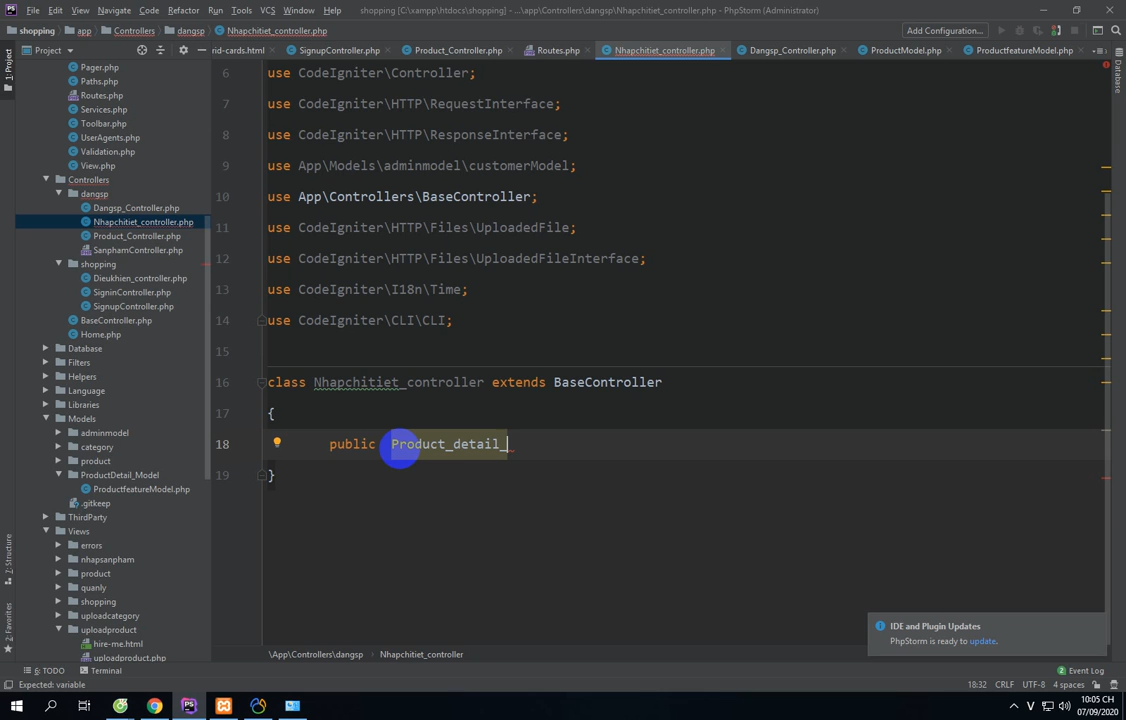 File Edit View Navigate Code Refactor Run Tools VCS Window Help shopping [C:\xampp\htdocs\shopping] - ...\app\Controllers\dangsp\Nhapchitiet_controller.php - PhpStorm (Administrator)
shopping app Controllers dangsp Nhapchitiet_controller.php Add Configuration...
Project rid-cards.html SignupController.php Product_Controller.php Routes.php Nhapchitiet_controller.php Dangsp_Controller.php ProductModel.php ProductfeatureModel.php
1: Project
Database
Pager.php
Paths.php
Routes.php
Services.php
Toolbar.php
UserAgents.php
Validation.php
View.php
Controllers
dangsp
Dangsp_Controller.php
Nhapchitiet_controller.php
Product_Controller.php
SanphamController.php
shopping
Dieukhien_controller.php
SigninController.php
SignupController.php
BaseController.php
Home.php
Database
Filters
Helpers
Language
Libraries
Models
adminmodel
category
product
ProductDetail_Model
ProductfeatureModel.php
.gitkeep
ThirdParty
Views
errors
nhapsanpham
product
quanly
shopping
uploadcategory
uploadproduct
hire-me.html
uploadproduct.php
7: Structure
2: Favorites
6 use CodeIgniter\Controller;
7 use CodeIgniter\HTTP\RequestInterface;
8 use CodeIgniter\HTTP\ResponseInterface;
9 use App\Models\adminmodel\customerModel;
10 use App\Controllers\BaseController;
11 use CodeIgniter\HTTP\Files\UploadedFile;
12 use CodeIgniter\HTTP\Files\UploadedFileInterface;
13 use CodeIgniter\I18n\Time;
14 use CodeIgniter\CLI\CLI;
15
16 class Nhapchitiet_controller extends BaseController
17 {
18 public Product_detail_
19 }
IDE and Plugin Updates
PhpStorm is ready to update.
\App\Controllers\dangsp Nhapchitiet_controller
6: TODO Terminal 2 Event Log
Expected: variable 18:32 CRLF UTF-8 4 spaces
PS V 10:05 CH
07/09/2020